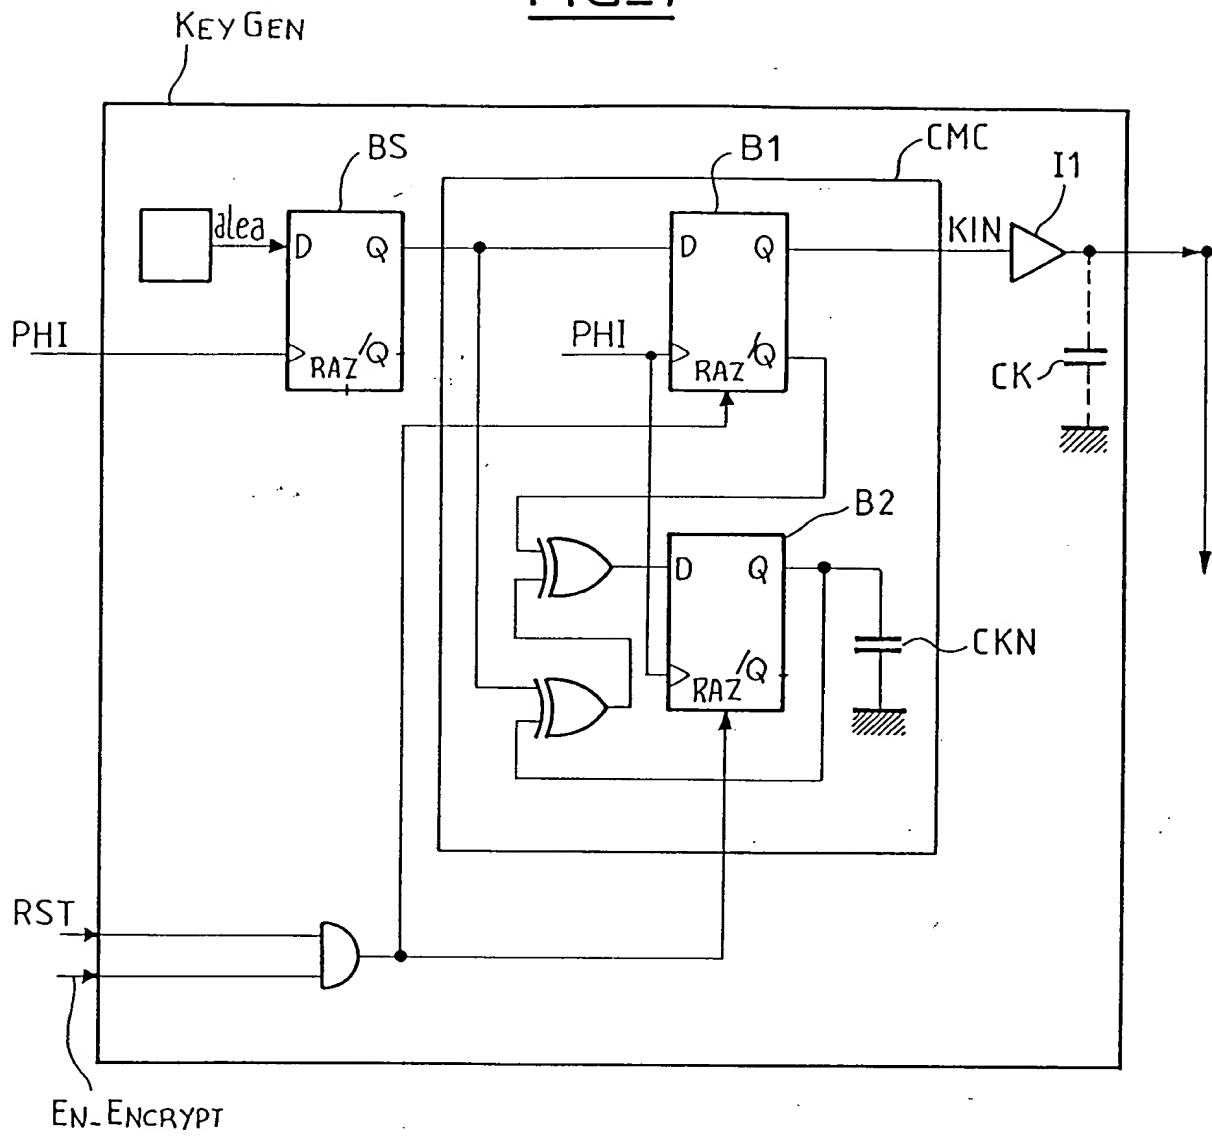 KEY GEN
BS
B1
CMC
I1
alea
D
Q
D
Q
KIN
PHI
RAZ
/Q
PHI
RAZ
/Q
CK
B2
D
Q
CKN
RAZ
/Q
RST
EN_ENCRYPT